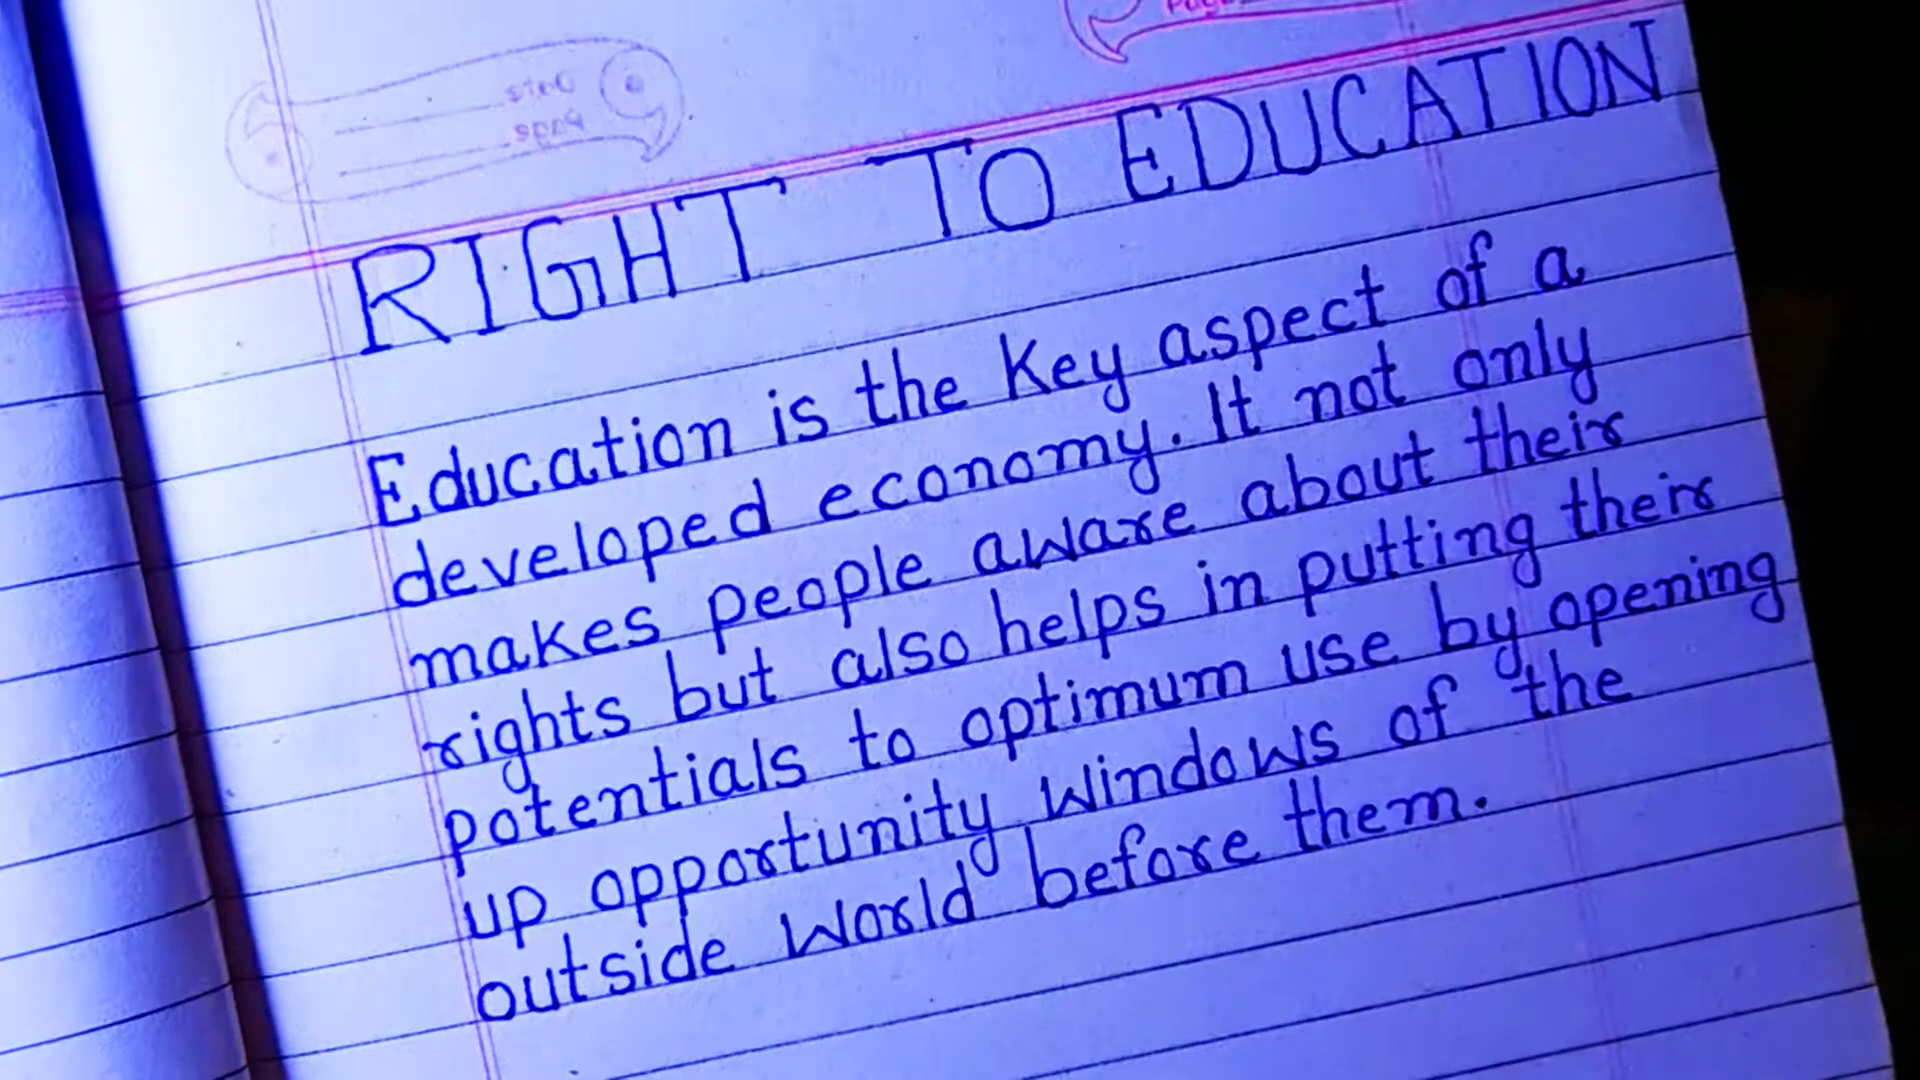 RIGHT TO EDUCATION
Education is the Key aspect of a
developed economy. It not only
makes people aware about their
rights but also helps in putting their
potentials to optimum use by opening
up opportunity windows of the
outside world before them.